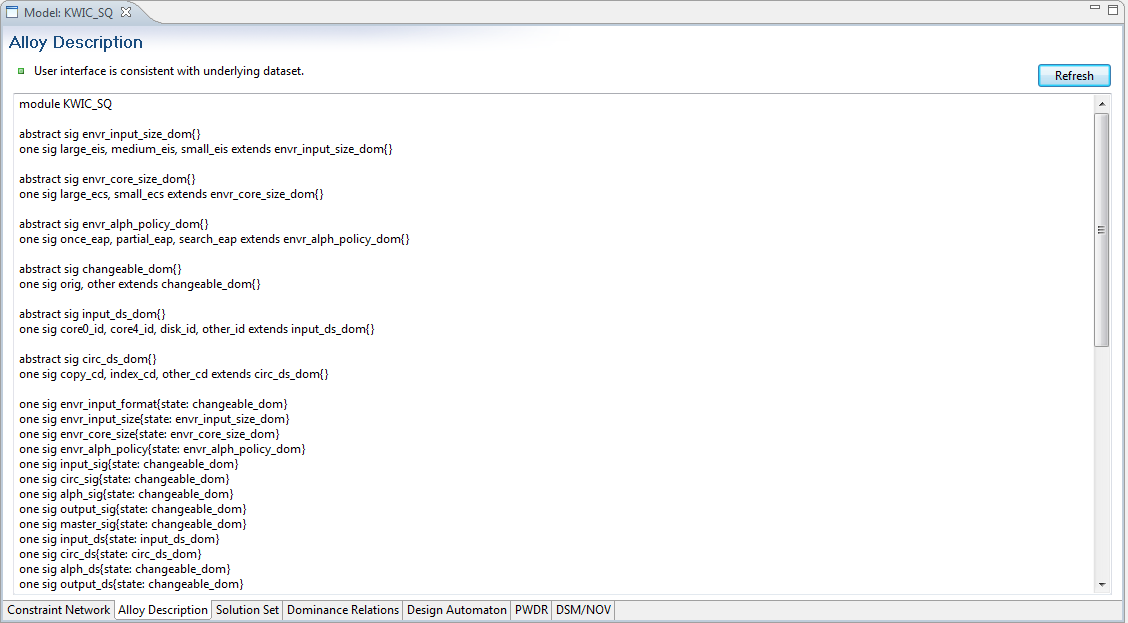 Model: KWIC_SQ
Alloy Description
User interface is consistent with underlying dataset.
Refresh
module KWIC_SQ
abstract sig envr_input_size_dom{}
one sig large_eis, medium_eis, small_eis extends envr_input_size_dom{}
abstract sig envr_core_size_dom{}
one sig large_ecs, small_ecs extends envr_core_size_dom{}
abstract sig envr_alph_policy_dom{}
one sig once_eap, partial_eap, search_eap extends envr_alph_policy_dom{}
abstract sig changeable_dom{}
one sig orig, other extends changeable_dom{}
abstract sig input_ds_dom{}
one sig core0_id, core4_id, disk_id, other_id extends input_ds_dom{}
abstract sig circ_ds_dom{}
one sig copy_cd, index_cd, other_cd extends circ_ds_dom{}
one sig envr_input_format{state: changeable_dom}
one sig envr_input_size{state: envr_input_size_dom}
one sig envr_core_size{state: envr_core_size_dom}
one sig envr_alph_policy{state: envr_alph_policy_dom}
one sig input_sig{state: changeable_dom}
one sig circ_sig{state: changeable_dom}
one sig alph_sig{state: changeable_dom}
one sig output_sig{state: changeable_dom}
one sig master_sig{state: changeable_dom}
one sig input_ds{state: input_ds_dom}
one sig circ_ds{state: circ_ds_dom}
one sig alph_ds{state: changeable_dom}
one sig output_ds{state: changeable_dom}
Constraint Network Alloy Description Solution Set Dominance Relations Design Automaton PWDR DSM/NOV